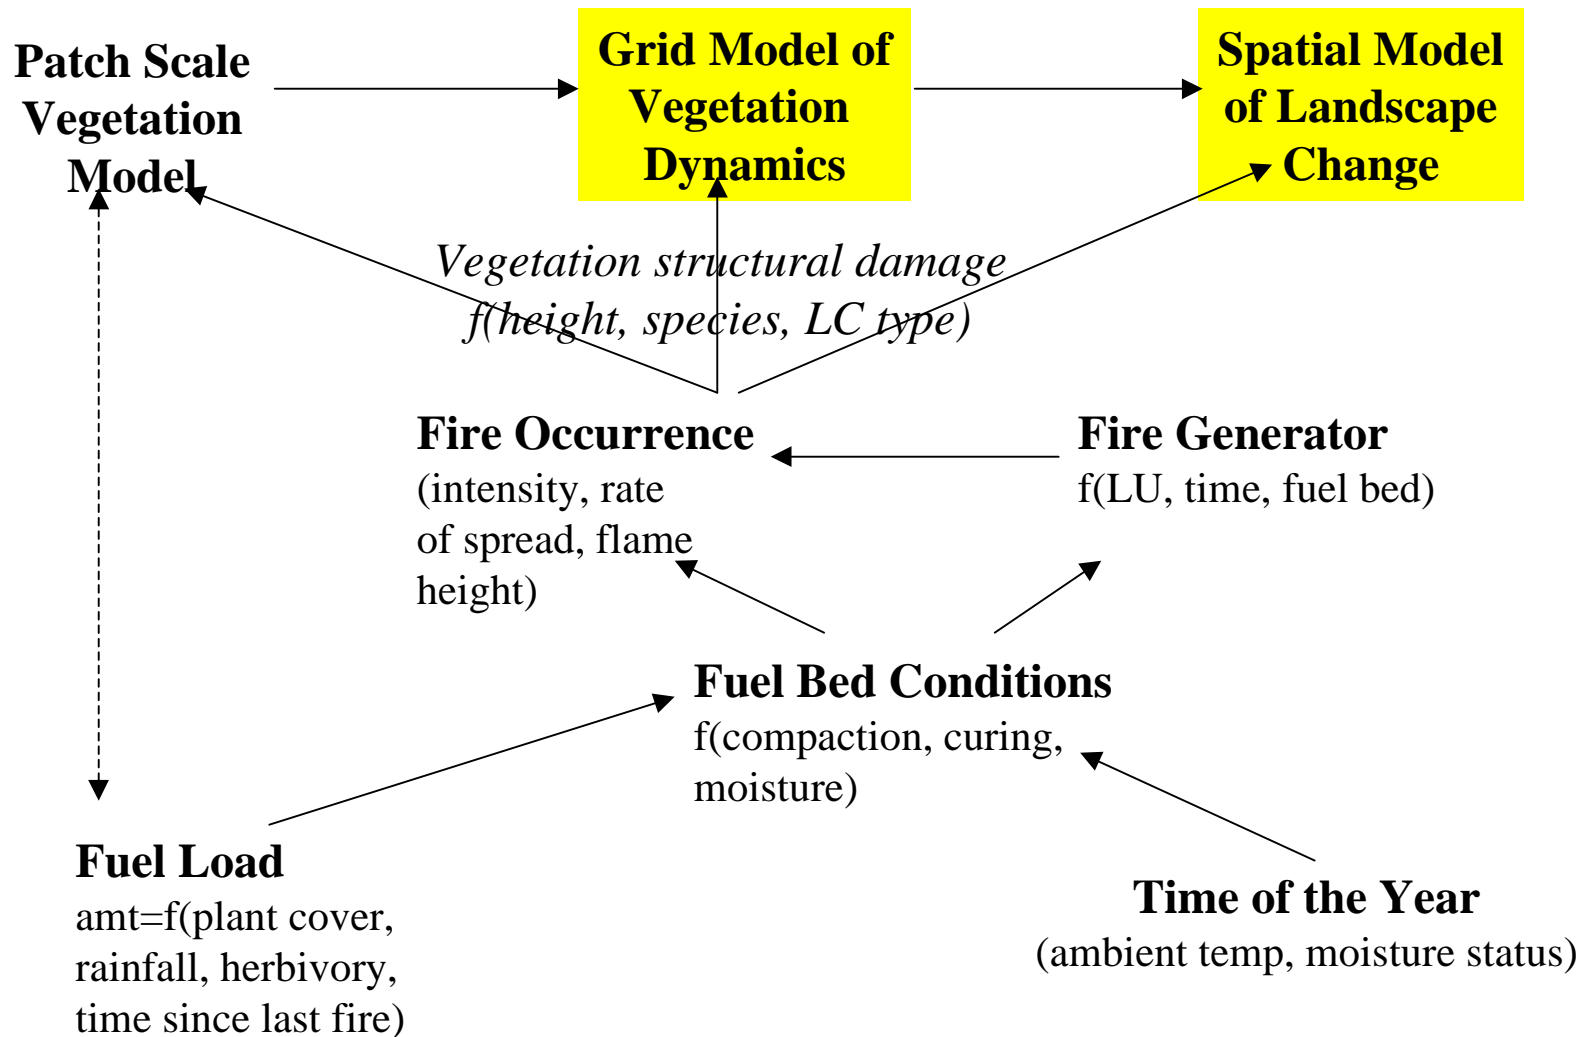 Patch Scale
Vegetation
Model
Grid Model of
Vegetation
Dynamics
Spatial Model
of Landscape
Change
Vegetation structural damage
f(height, species, LC type)
Fire Occurrence
(intensity, rate
of spread, flame
height)
Fire Generator
f(LU, time, fuel bed)
Fuel Bed Conditions
f(compaction, curing,
moisture)
Fuel Load
amt=f(plant cover,
rainfall, herbivory,
time since last fire)
Time of the Year
(ambient temp, moisture status)